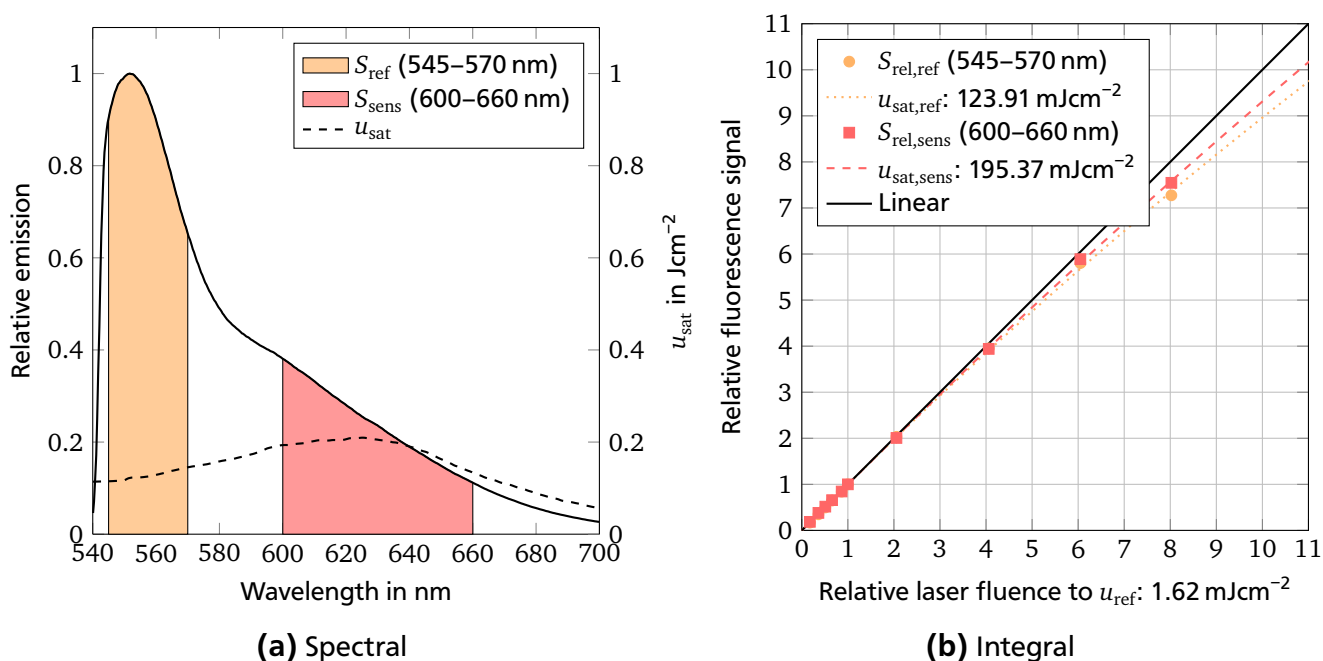 S_ref (545–570 nm)
S_sens (600–660 nm)
u_sat
Relative emission
1
0.8
0.6
0.4
0.2
0
1
0.8
0.6
0.4
0.2
0
u_sat in Jcm⁻²
540 560 580 600 620 640 660 680 700
Wavelength in nm
(a) Spectral
S_rel,ref (545–570 nm)
u_sat,ref: 123.91 mJcm⁻²
S_rel,sens (600–660 nm)
u_sat,sens: 195.37 mJcm⁻²
Linear
Relative fluorescence signal
11
10
9
8
7
6
5
4
3
2
1
0
0 1 2 3 4 5 6 7 8 9 10 11
Relative laser fluence to u_ref: 1.62 mJcm⁻²
(b) Integral